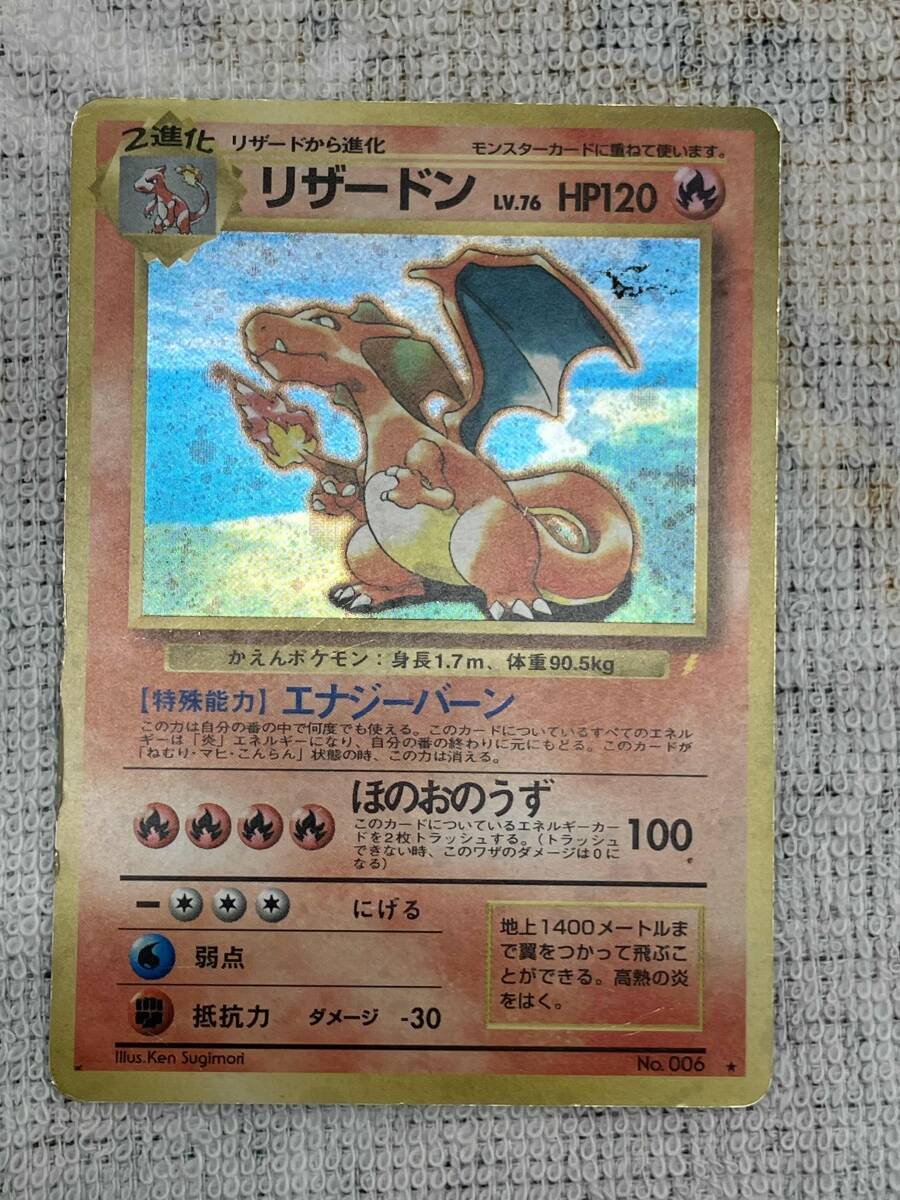 2進化 リザードから進化 モンスターカードに重ねて使います。
リザードン LV.76 HP120
かえんポケモン：身長1.7m、体重90.5kg
【特殊能力】エナジーバーン
この力は自分の番の中で何度でも使える。このカードについているすべてのエネル
ギーは「炎」エネルギーになり、自分の番の終わりに元にもどる。このカードが
「ねむり・マヒ・こんらん」状態の時、この力は消える。
ほのおのうず
このカードについているエネルギーカー
ドを2枚トラッシュする。（トラッシュ
できない時、このワザのダメージは0に
なる）
100
にげる
弱点
抵抗力 ダメージ -30
地上1400メートルま
で翼をつかって飛ぶこ
とができる。高熱の炎
をはく。
Illus.Ken Sugimori
No.006 ★